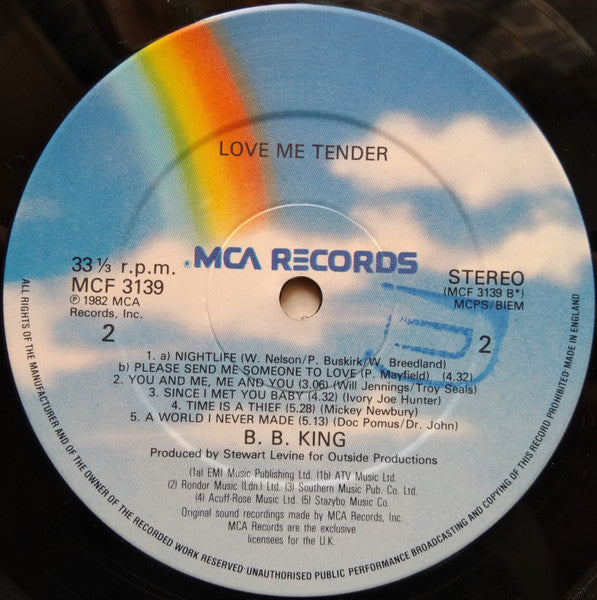 LOVE ME TENDER
MCA RECORDS
33 1/3 r.p.m.
MCF 3139
℗ 1982 MCA
Records, Inc.
2
STEREO
(MCF 3139 B*)
MCPS/BIEM
2
1. a) NIGHTLIFE (W. Nelson/P. Buskirk/W. Breedland)
b) PLEASE SEND ME SOMEONE TO LOVE (P. Mayfield) (4.32)
2. YOU AND ME, ME AND YOU (3.06) (Will Jennings/Troy Seals)
3. SINCE I MET YOU BABY (4.32) (Ivory Joe Hunter)
4. TIME IS A THIEF (5.28) (Mickey Newbury)
5. A WORLD I NEVER MADE (5.13) (Doc Pomus/Dr. John)
B. B. KING
Produced by Stewart Levine for Outside Productions
(1a) EMI Music Publishing Ltd. (1b) ATV Music Ltd.
(2) Rondor Music (Ldn.) Ltd. (3) Southern Music Pub. Co. Ltd.
(4) Acuff-Rose Music Ltd. (5) Stazybo Music Co.
Original sound recordings made by MCA Records, Inc.
MCA Records are the exclusive
licensees for the U.K.
ALL RIGHTS OF THE MANUFACTURER AND OF THE OWNER OF THE RECORDED WORK RESERVED·UNAUTHORISED PUBLIC PERFORMANCE BROADCASTING AND COPYING OF THIS RECORD PROHIBITED·MADE IN ENGLAND